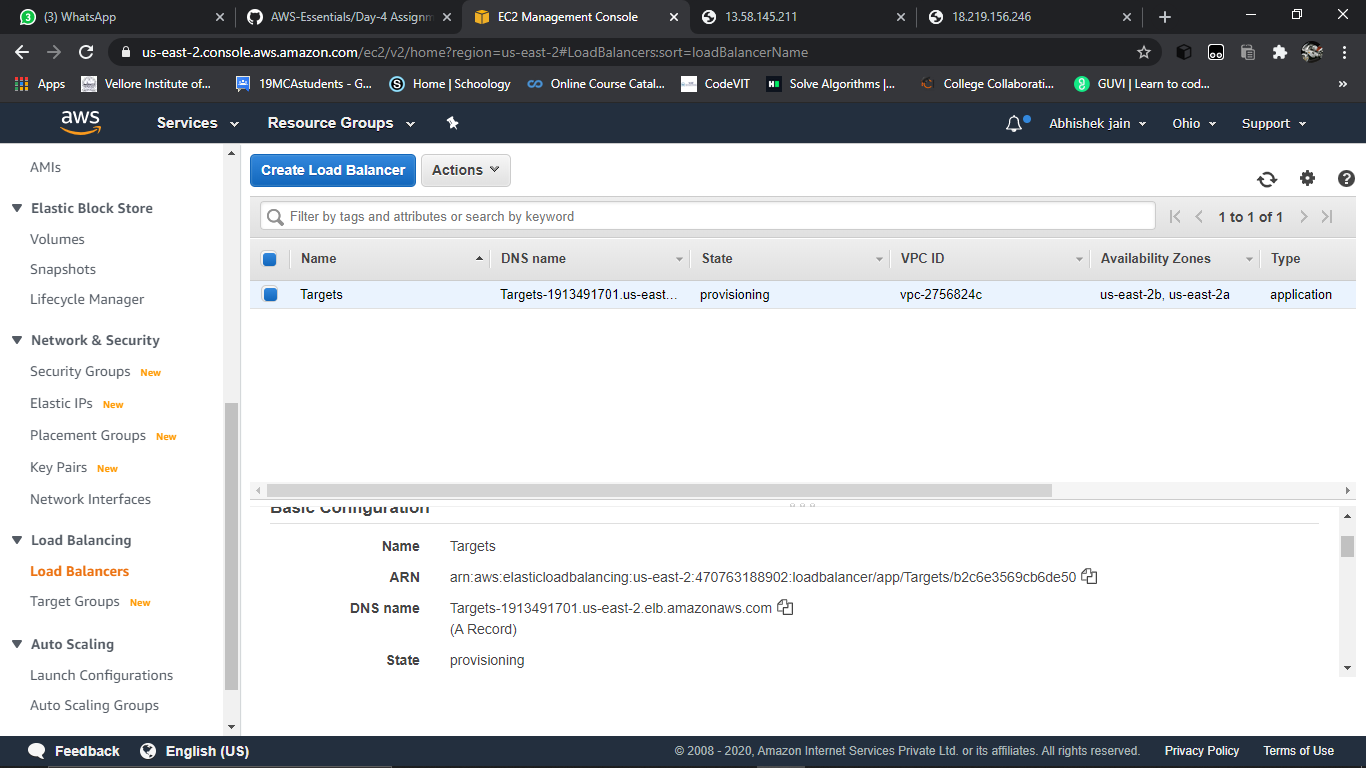 (3) WhatsApp
AWS-Essentials/Day-4 Assignm
EC2 Management Console
13.58.145.211
18.219.156.246
us-east-2.console.aws.amazon.com/ec2/v2/home?region=us-east-2#LoadBalancers:sort=loadBalancerName
Apps
Vellore Institute of...
19MCAstudents - G...
Home | Schoology
Online Course Catal...
CodeVIT
Solve Algorithms |...
College Collaborati...
GUVI | Learn to cod...
»
aws
Services
Resource Groups
Abhishek jain
Ohio
Support
AMIs
Elastic Block Store
Volumes
Snapshots
Lifecycle Manager
Network & Security
Security Groups New
Elastic IPs New
Placement Groups New
Key Pairs New
Network Interfaces
Load Balancing
Load Balancers
Target Groups New
Auto Scaling
Launch Configurations
Auto Scaling Groups
Create Load Balancer
Actions
Filter by tags and attributes or search by keyword
1 to 1 of 1
Name DNS name State VPC ID Availability Zones Type
Targets Targets-1913491701.us-east... provisioning vpc-2756824c us-east-2b, us-east-2a application
Basic Configuration
Name Targets
ARN arn:aws:elasticloadbalancing:us-east-2:470763188902:loadbalancer/app/Targets/b2c6e3569cb6de50
DNS name Targets-1913491701.us-east-2.elb.amazonaws.com
(A Record)
State provisioning
Feedback
English (US)
© 2008 - 2020, Amazon Internet Services Private Ltd. or its affiliates. All rights reserved.
Privacy Policy
Terms of Use